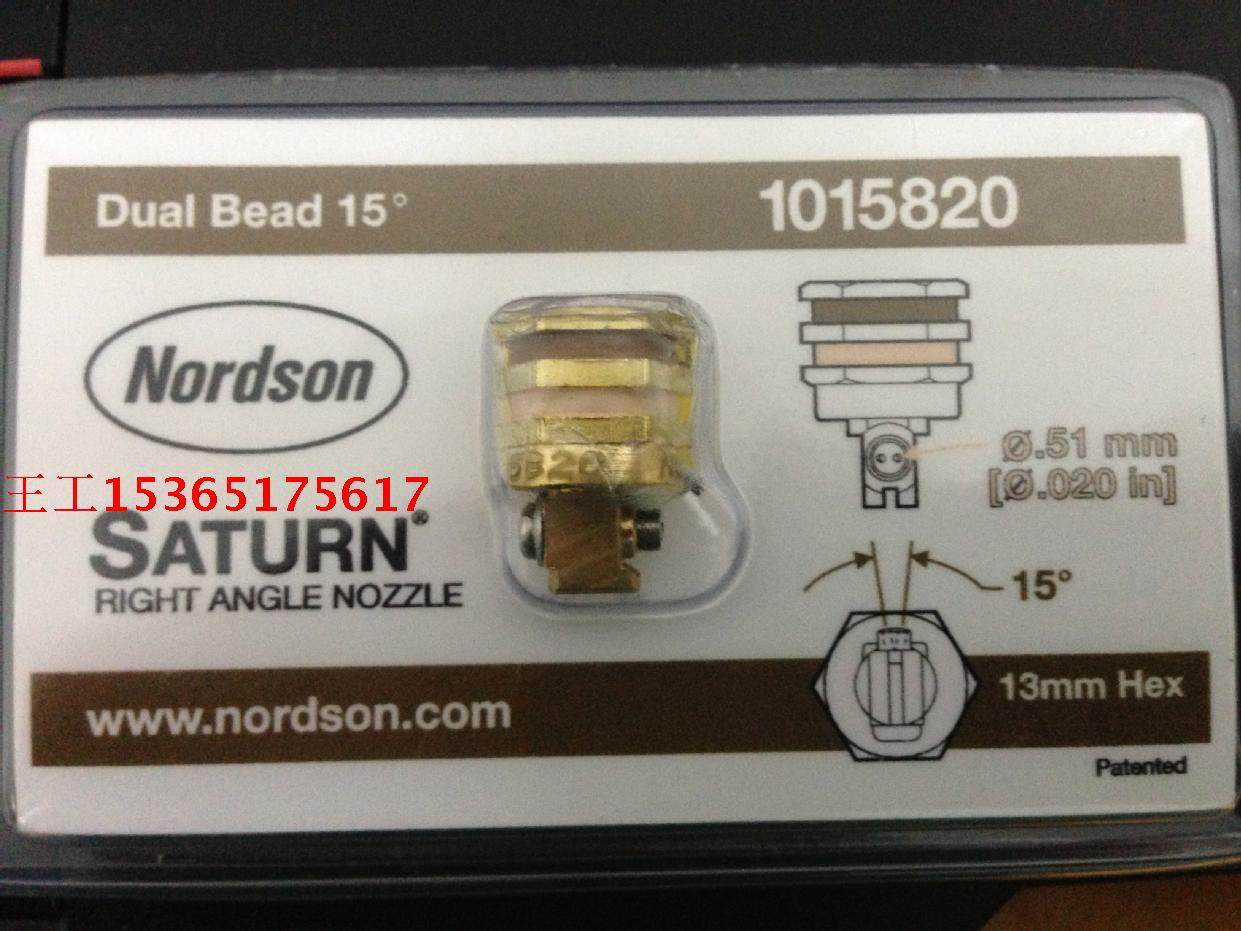 Dual Bead 15°
1015820
Nordson
王工15365175617
SATURN®
RIGHT ANGLE NOZZLE
Ø.51 mm
[Ø.020 in]
15°
13mm Hex
www.nordson.com
Patented